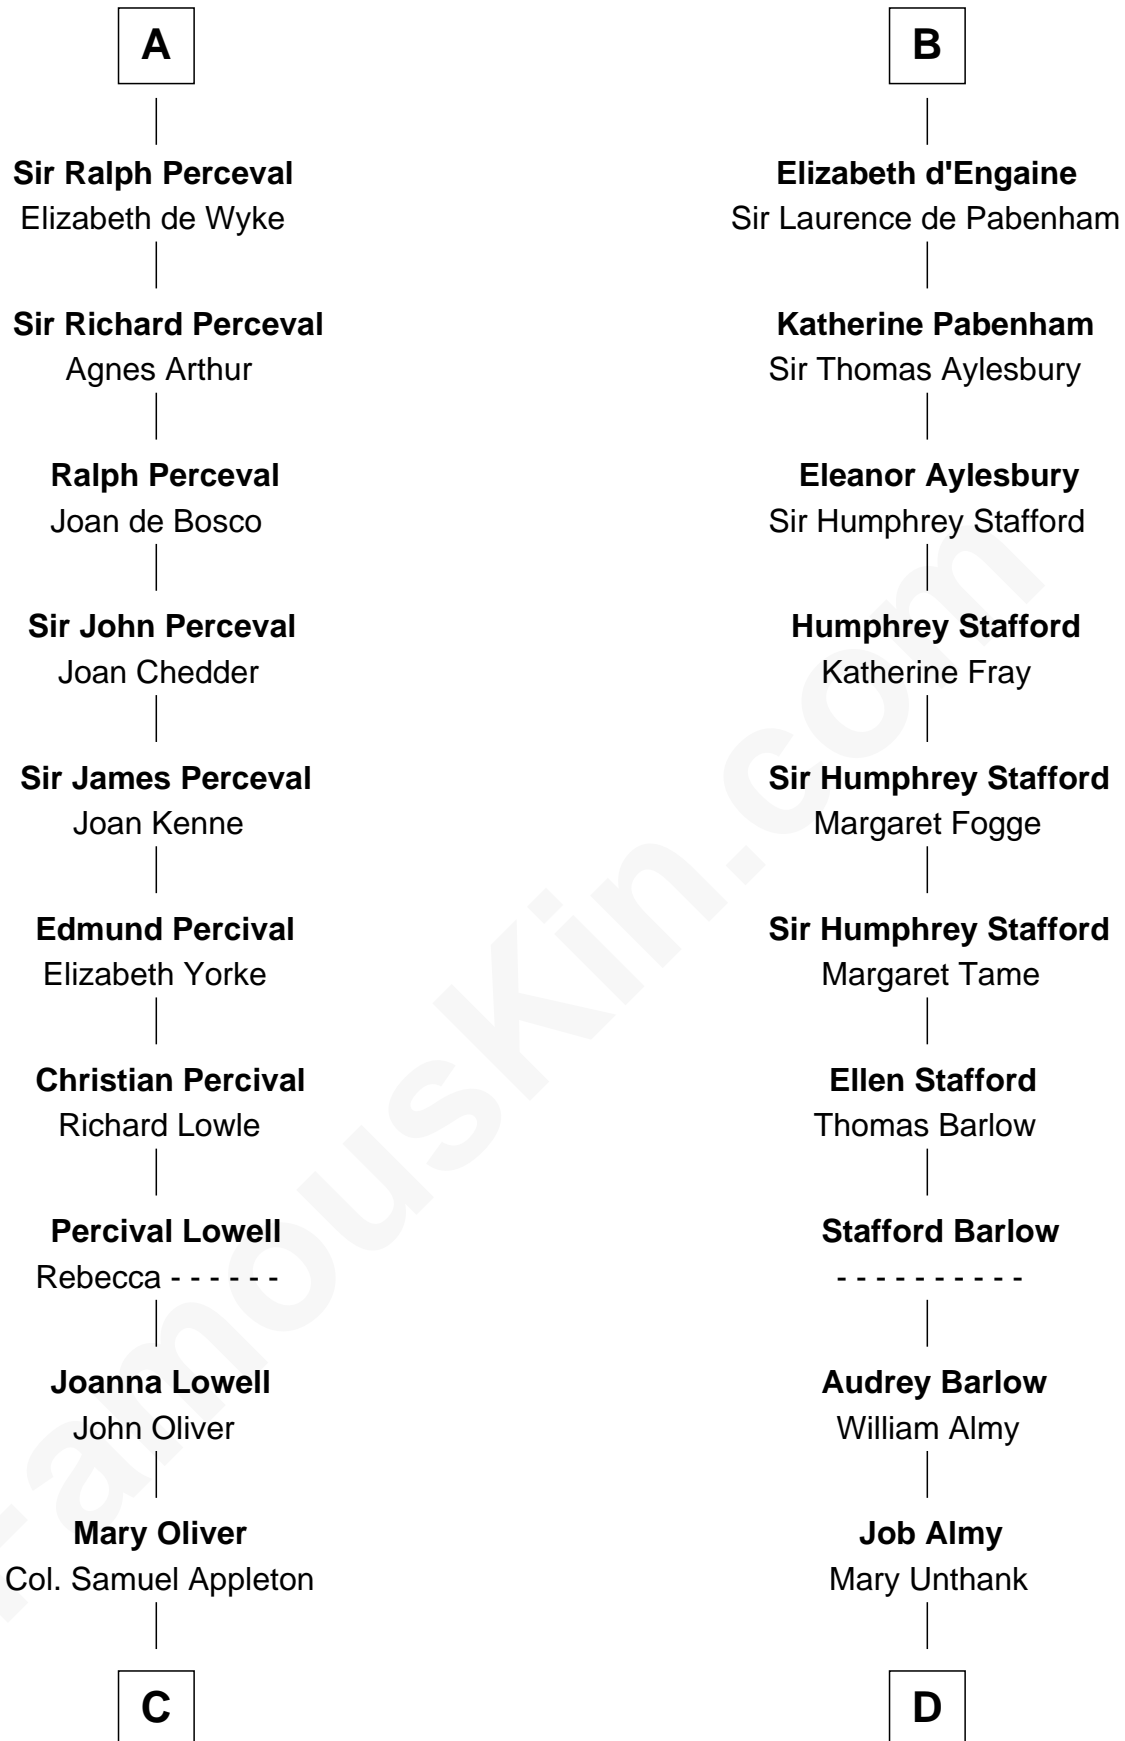 A
Sir Ralph Perceval
Elizabeth de Wyke
Sir Richard Perceval
Agnes Arthur
Ralph Perceval
Joan de Bosco
Sir John Perceval
Joan Chedder
Sir James Perceval
Joan Kenne
Edmund Percival
Elizabeth Yorke
Christian Percival
Richard Lowle
Percival Lowell
Rebecca - - - - - -
Joanna Lowell
John Oliver
Mary Oliver
Col. Samuel Appleton
C
B
Elizabeth d'Engaine
Sir Laurence de Pabenham
Katherine Pabenham
Sir Thomas Aylesbury
Eleanor Aylesbury
Sir Humphrey Stafford
Humphrey Stafford
Katherine Fray
Sir Humphrey Stafford
Margaret Fogge
Sir Humphrey Stafford
Margaret Tame
Ellen Stafford
Thomas Barlow
Stafford Barlow
- - - - - - - - - -
Audrey Barlow
William Almy
Job Almy
Mary Unthank
D
FamousKin.com